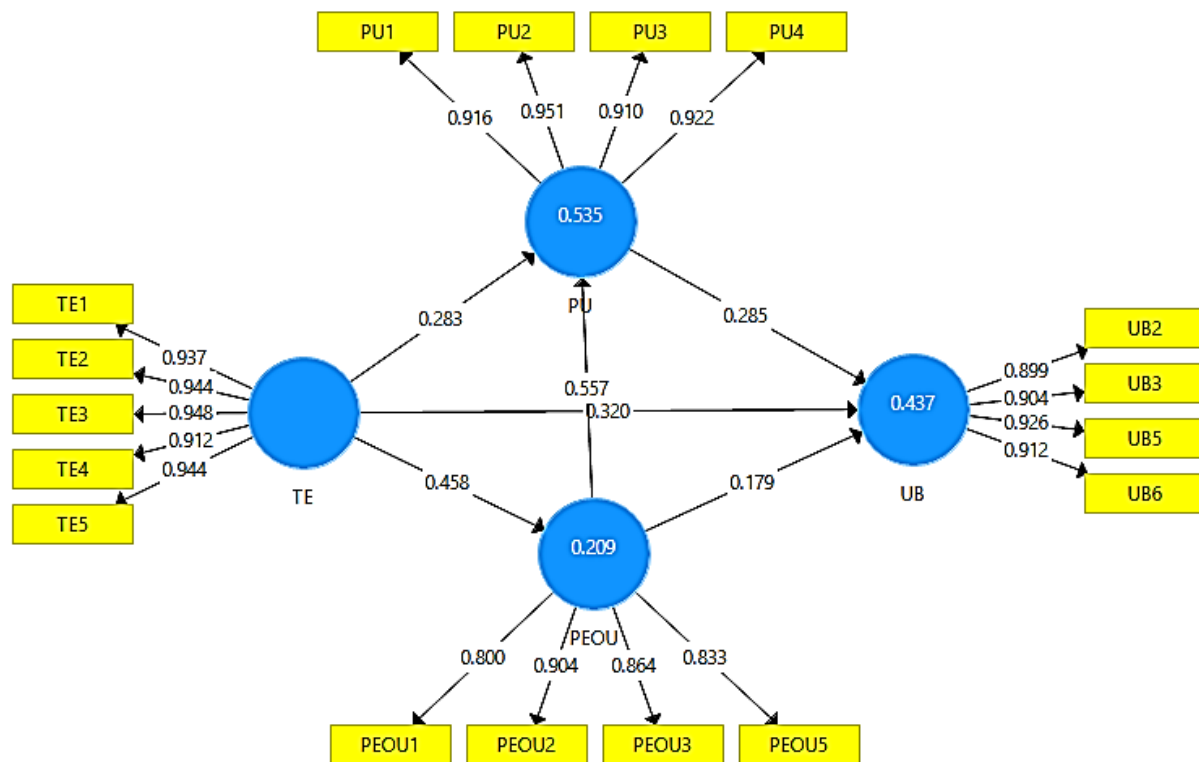 PU1 PU2 PU3 PU4
0.916 0.951 0.910 0.922
0.535
PU
TE1
TE2
TE3
TE4
TE5
0.937
0.944
0.948
0.912
0.944
TE
0.283
0.285
0.557
0.320
0.458
0.179
0.437
UB
0.899
0.904
0.926
0.912
UB2
UB3
UB5
UB6
0.209
PEOU
0.800 0.904 0.864 0.833
PEOU1 PEOU2 PEOU3 PEOU5